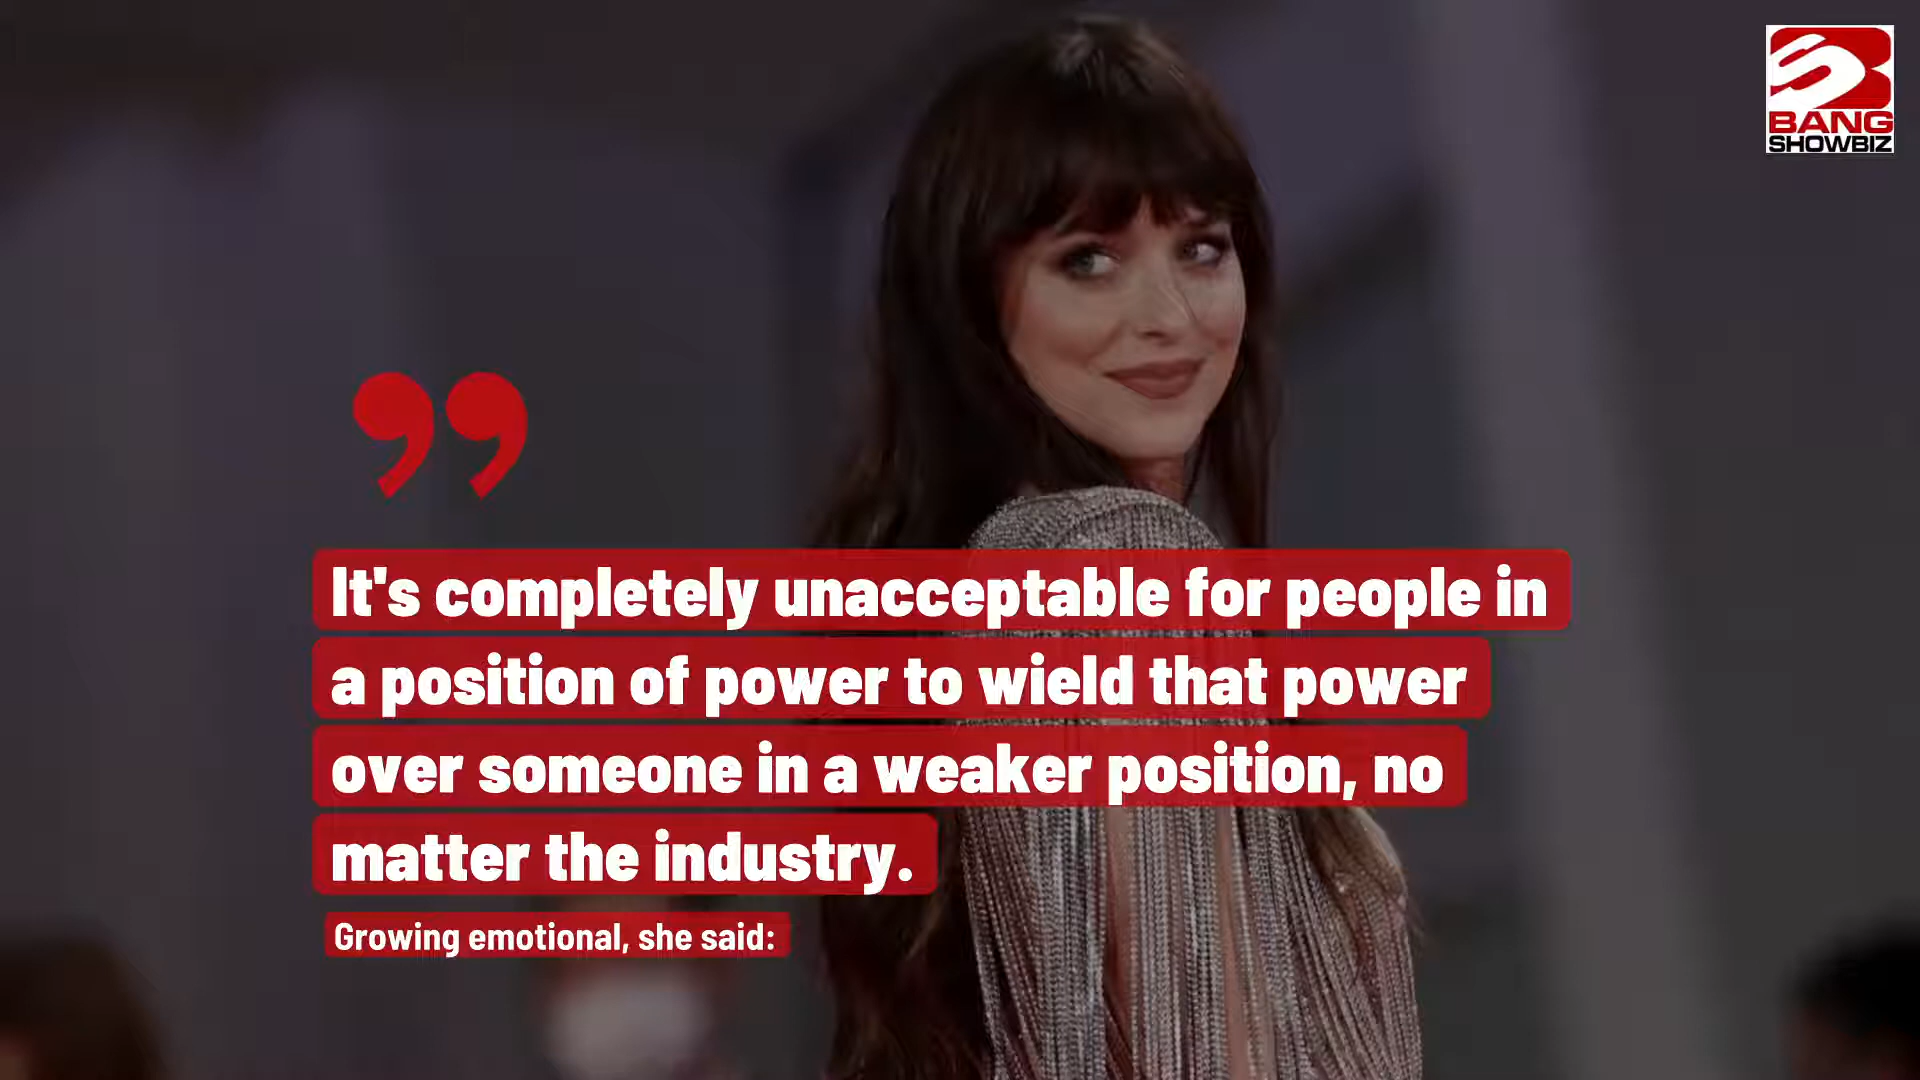 BANG
SHOWBIZ
It's completely unacceptable for people in
a position of power to wield that power
over someone in a weaker position, no
matter the industry.
Growing emotional, she said: